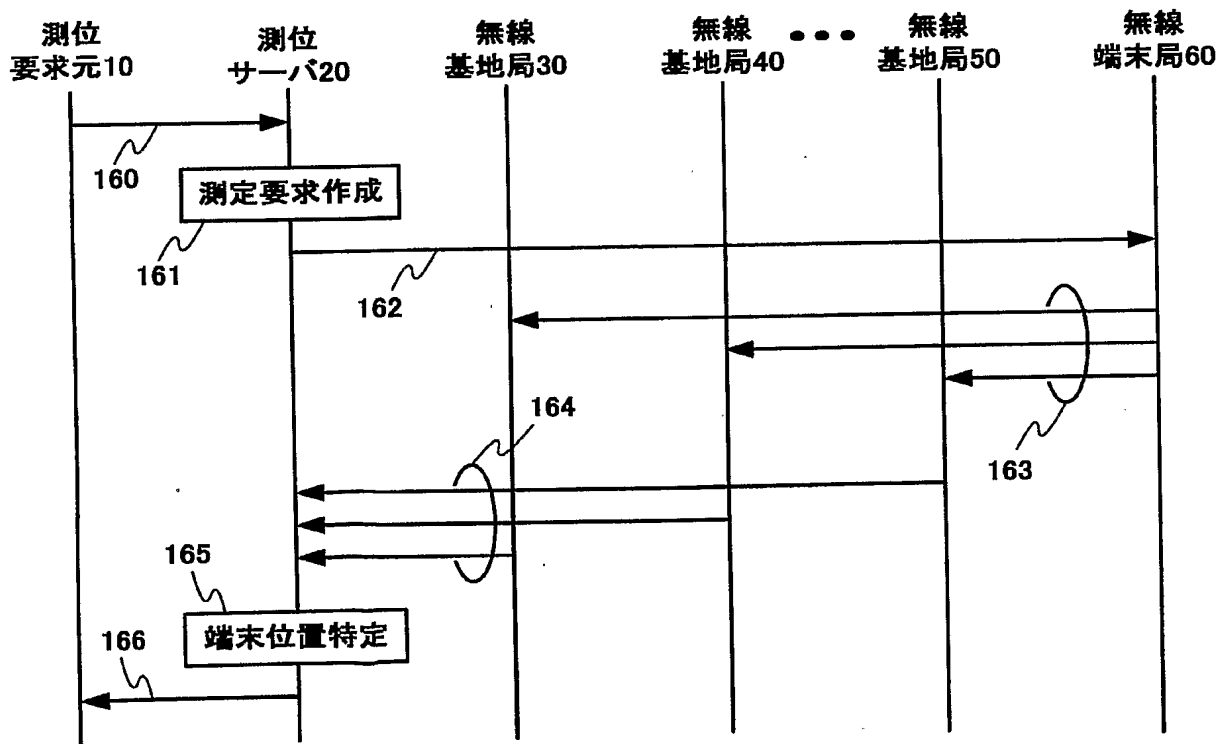 測位
要求元10
測位
サーバ20
無線
基地局30
無線
基地局40
•••
無線
基地局50
無線
端末局60
160
測定要求作成
161
162
163
164
165
端末位置特定
166